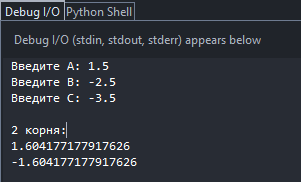 Debug I/O Python Shell
Debug I/O (stdin, stdout, stderr) appears below
Введите A: 1.5
Введите B: -2.5
Введите C: -3.5
2 корня:
1.604177177917626
-1.604177177917626